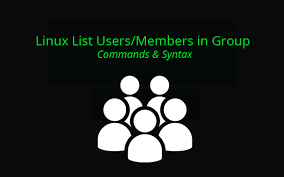 Linux List Users/Members in Group
Commands & Syntax